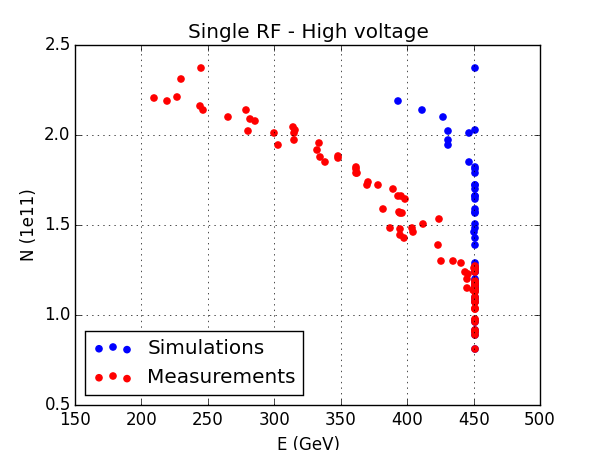 Single RF - High voltage
N (1e11)
2.5
2.0
1.5
1.0
0.5
Simulations
Measurements
150 200 250 300 350 400 450 500
E (GeV)